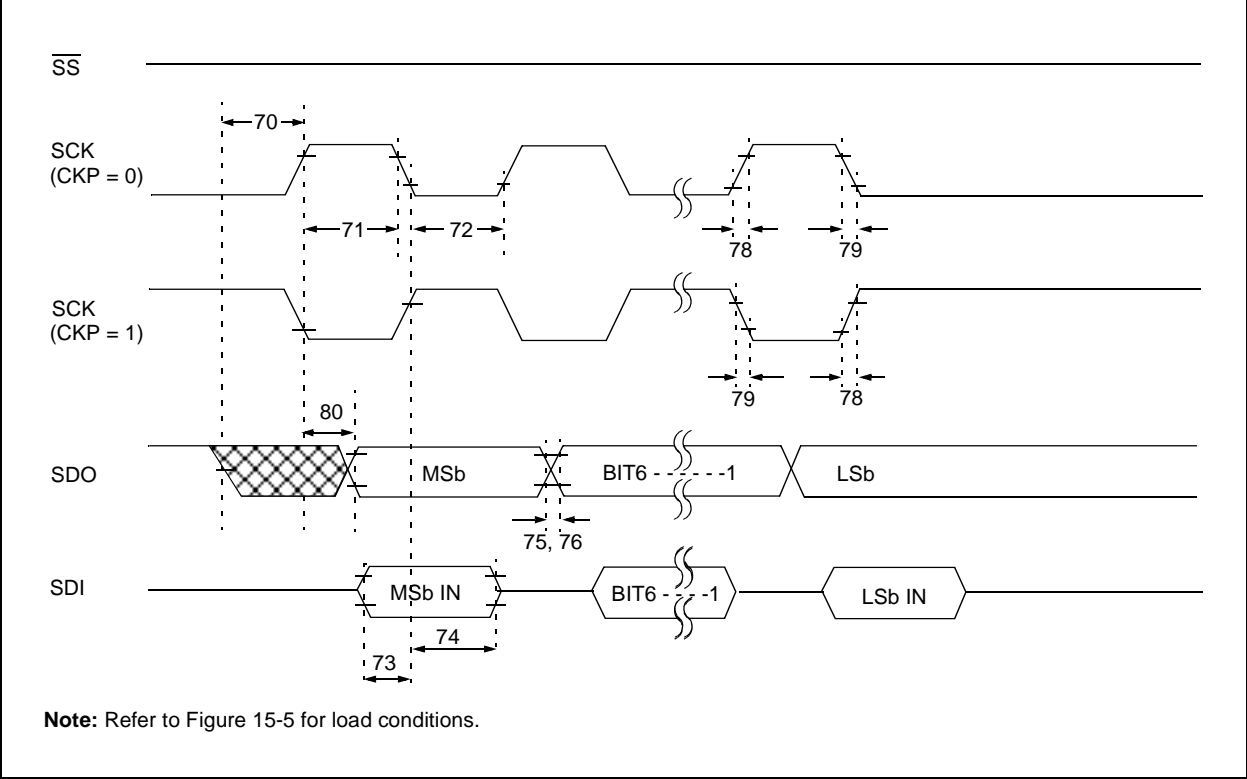 SS
70
SCK
(CKP = 0)
71
72
78
79
SCK
(CKP = 1)
79
78
80
SDO
MSb
BIT6 - - - - - -1
LSb
75, 76
SDI
MSb IN
BIT6 - - - -1
LSb IN
74
73
Note: Refer to Figure 15-5 for load conditions.